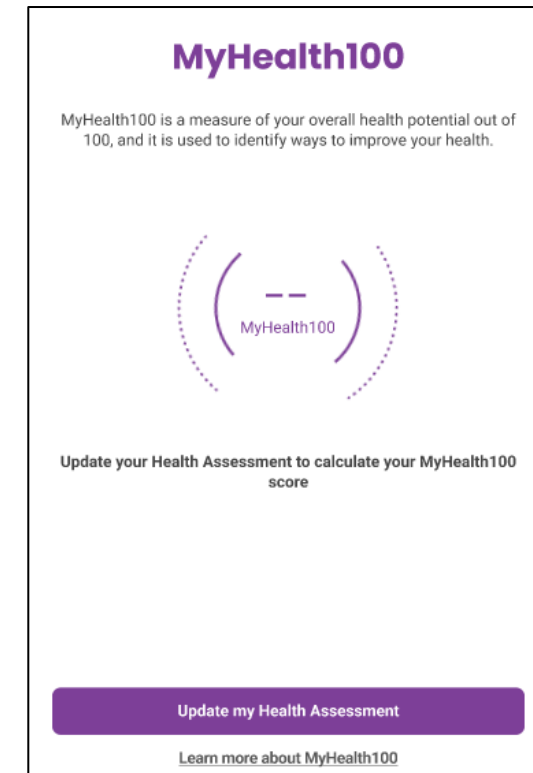 MyHealth100
MyHealth100 is a measure of your overall health potential out of
100, and it is used to identify ways to improve your health.
– –
MyHealth100
Update your Health Assessment to calculate your MyHealth100
score
Update my Health Assessment
Learn more about MyHealth100